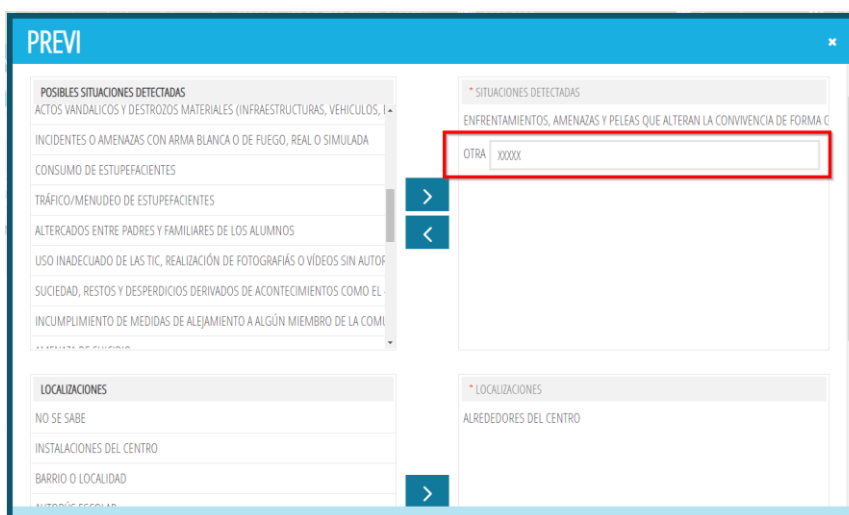 PREVI
×
POSIBLES SITUACIONES DETECTADAS
ACTOS VANDALICOS Y DESTROZOS MATERIALES (INFRAESTRUCTURAS, VEHICULOS,
INCIDENTES O AMENAZAS CON ARMA BLANCA O DE FUEGO, REAL O SIMULADA
CONSUMO DE ESTUPEFACIENTES
TRÁFICO/MENUDEO DE ESTUPEFACIENTES
ALTERCADOS ENTRE PADRES Y FAMILIARES DE LOS ALUMNOS
USO INADECUADO DE LAS TIC, REALIZACIÓN DE FOTOGRAFIÁS O VÍDEOS SIN AUTOR
SUCIEDAD, RESTOS Y DESPERDICIOS DERIVADOS DE ACONTECIMIENTOS COMO EL
INCUMPLIMIENTO DE MEDIDAS DE ALEJAMIENTO A ALGÚN MIEMBRO DE LA COMU
* SITUACIONES DETECTADAS
ENFRENTAMIENTOS, AMENAZAS Y PELEAS QUE ALTERAN LA CONVIVENCIA DE FORMA G
OTRA XXXXX
>
<
LOCALIZACIONES
NO SE SABE
INSTALACIONES DEL CENTRO
BARRIO O LOCALIDAD
* LOCALIZACIONES
ALREDEDORES DEL CENTRO
>